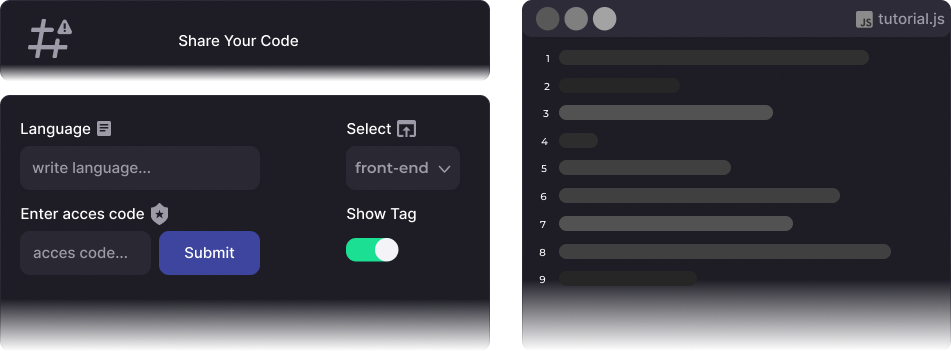 Share Your Code
Language
write language...
Select
front-end
Enter acces code
acces code...
Submit
Show Tag
JS tutorial.js
1
2
3
4
5
6
7
8
9